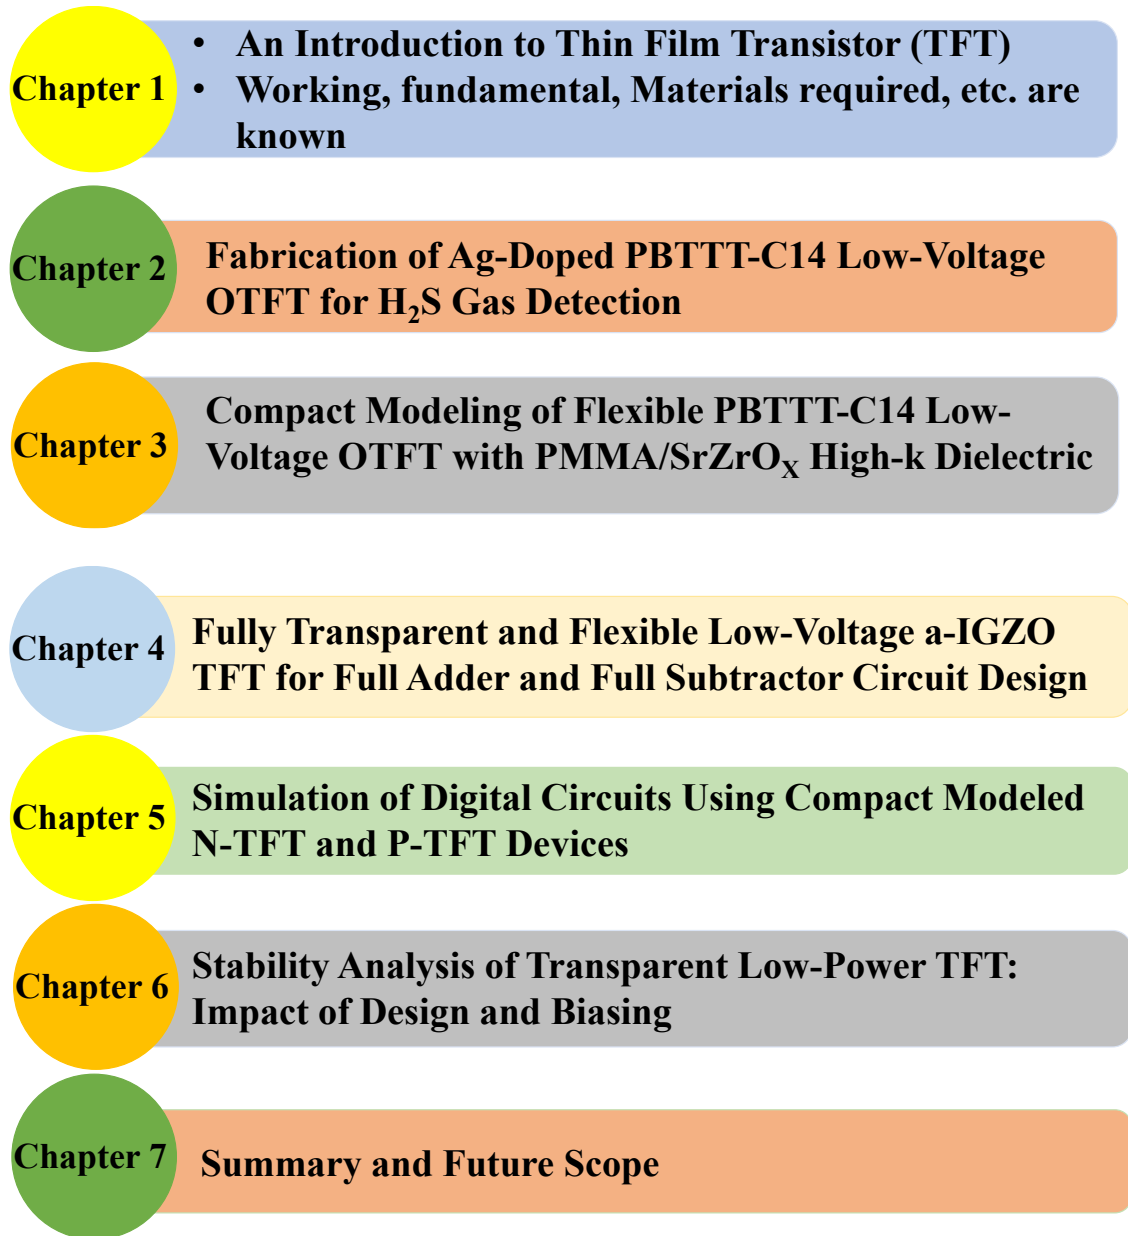 Chapter 1
• An Introduction to Thin Film Transistor (TFT)
• Working, fundamental, Materials required, etc. are
known
Chapter 2
Fabrication of Ag-Doped PBTTT-C14 Low-Voltage
OTFT for H₂S Gas Detection
Chapter 3
Compact Modeling of Flexible PBTTT-C14 Low-
Voltage OTFT with PMMA/SrZrOₓ High-k Dielectric
Chapter 4
Fully Transparent and Flexible Low-Voltage a-IGZO
TFT for Full Adder and Full Subtractor Circuit Design
Chapter 5
Simulation of Digital Circuits Using Compact Modeled
N-TFT and P-TFT Devices
Chapter 6
Stability Analysis of Transparent Low-Power TFT:
Impact of Design and Biasing
Chapter 7
Summary and Future Scope